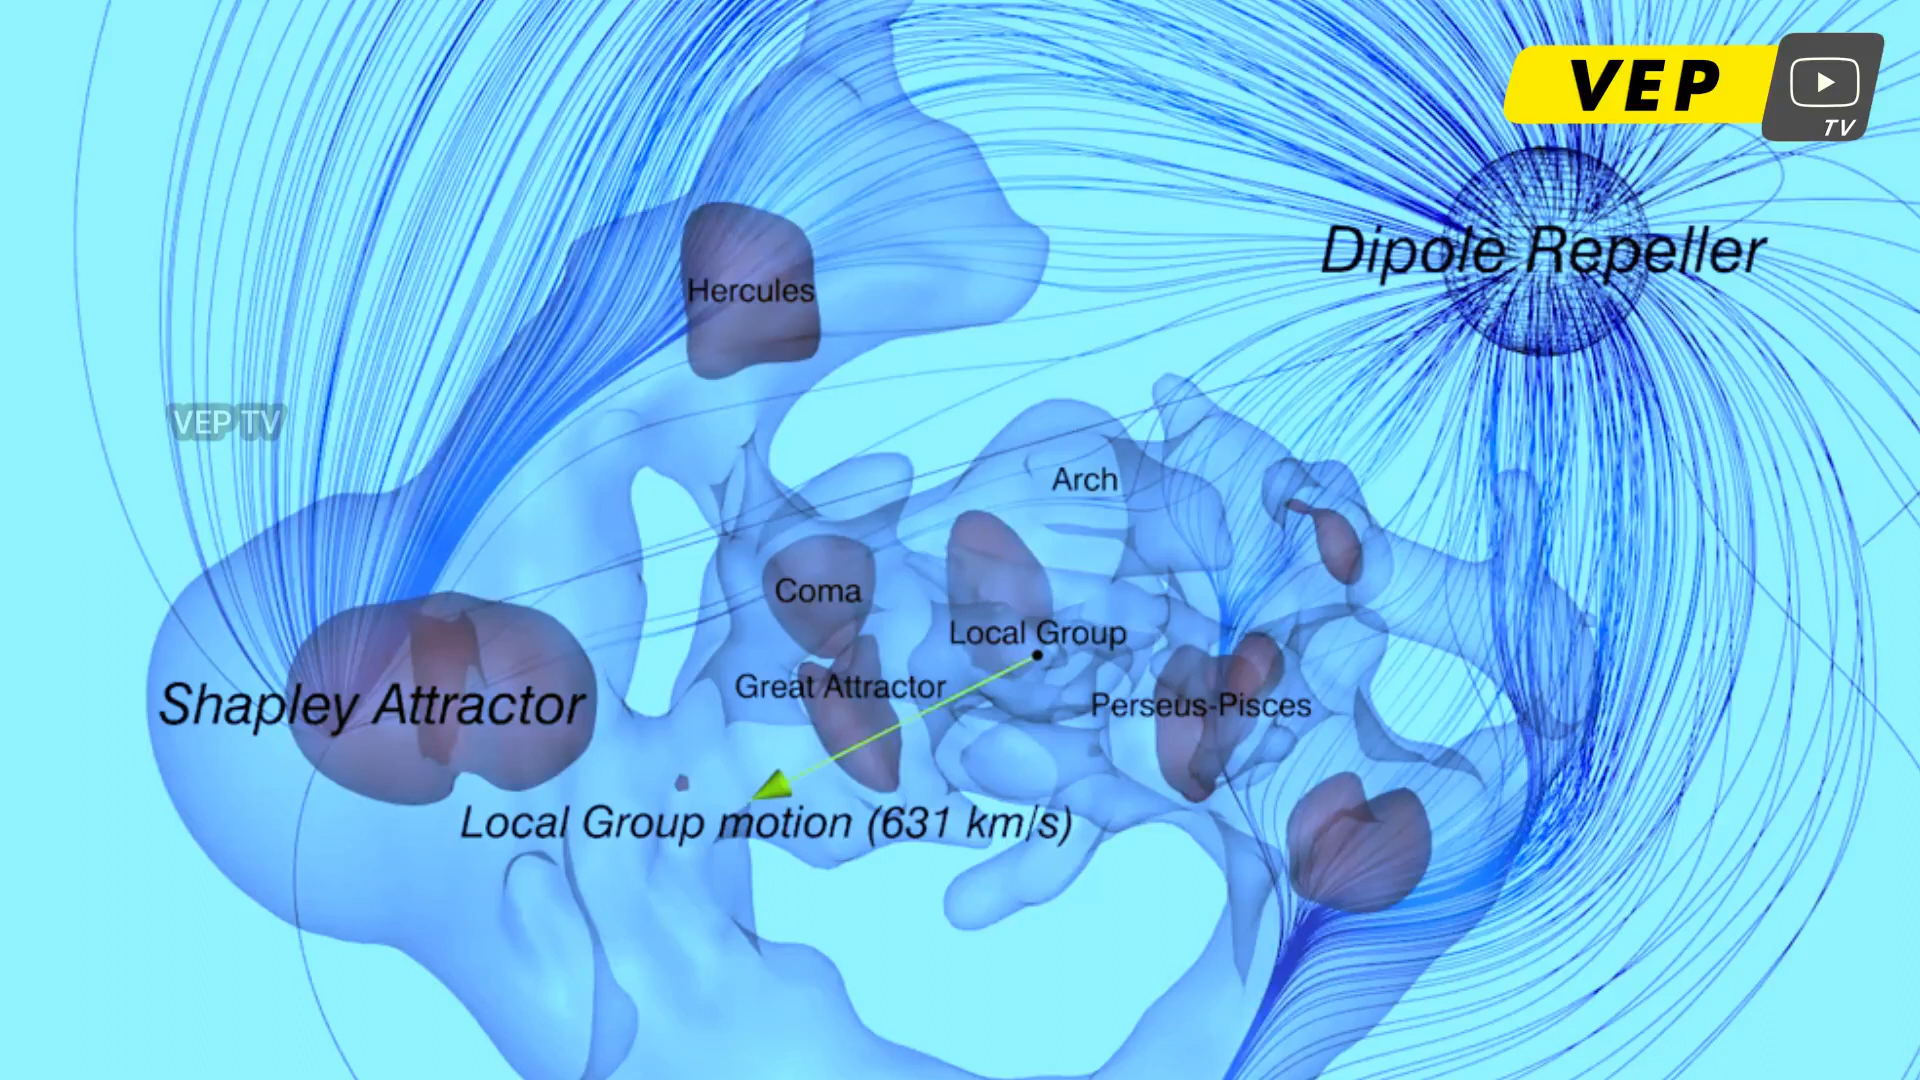 VEP
TV
Dipole Repeller
Hercules
VEP TV
Arch
Coma
Local Group
Great Attractor
Perseus-Pisces
Shapley Attractor
Local Group motion (631 km/s)